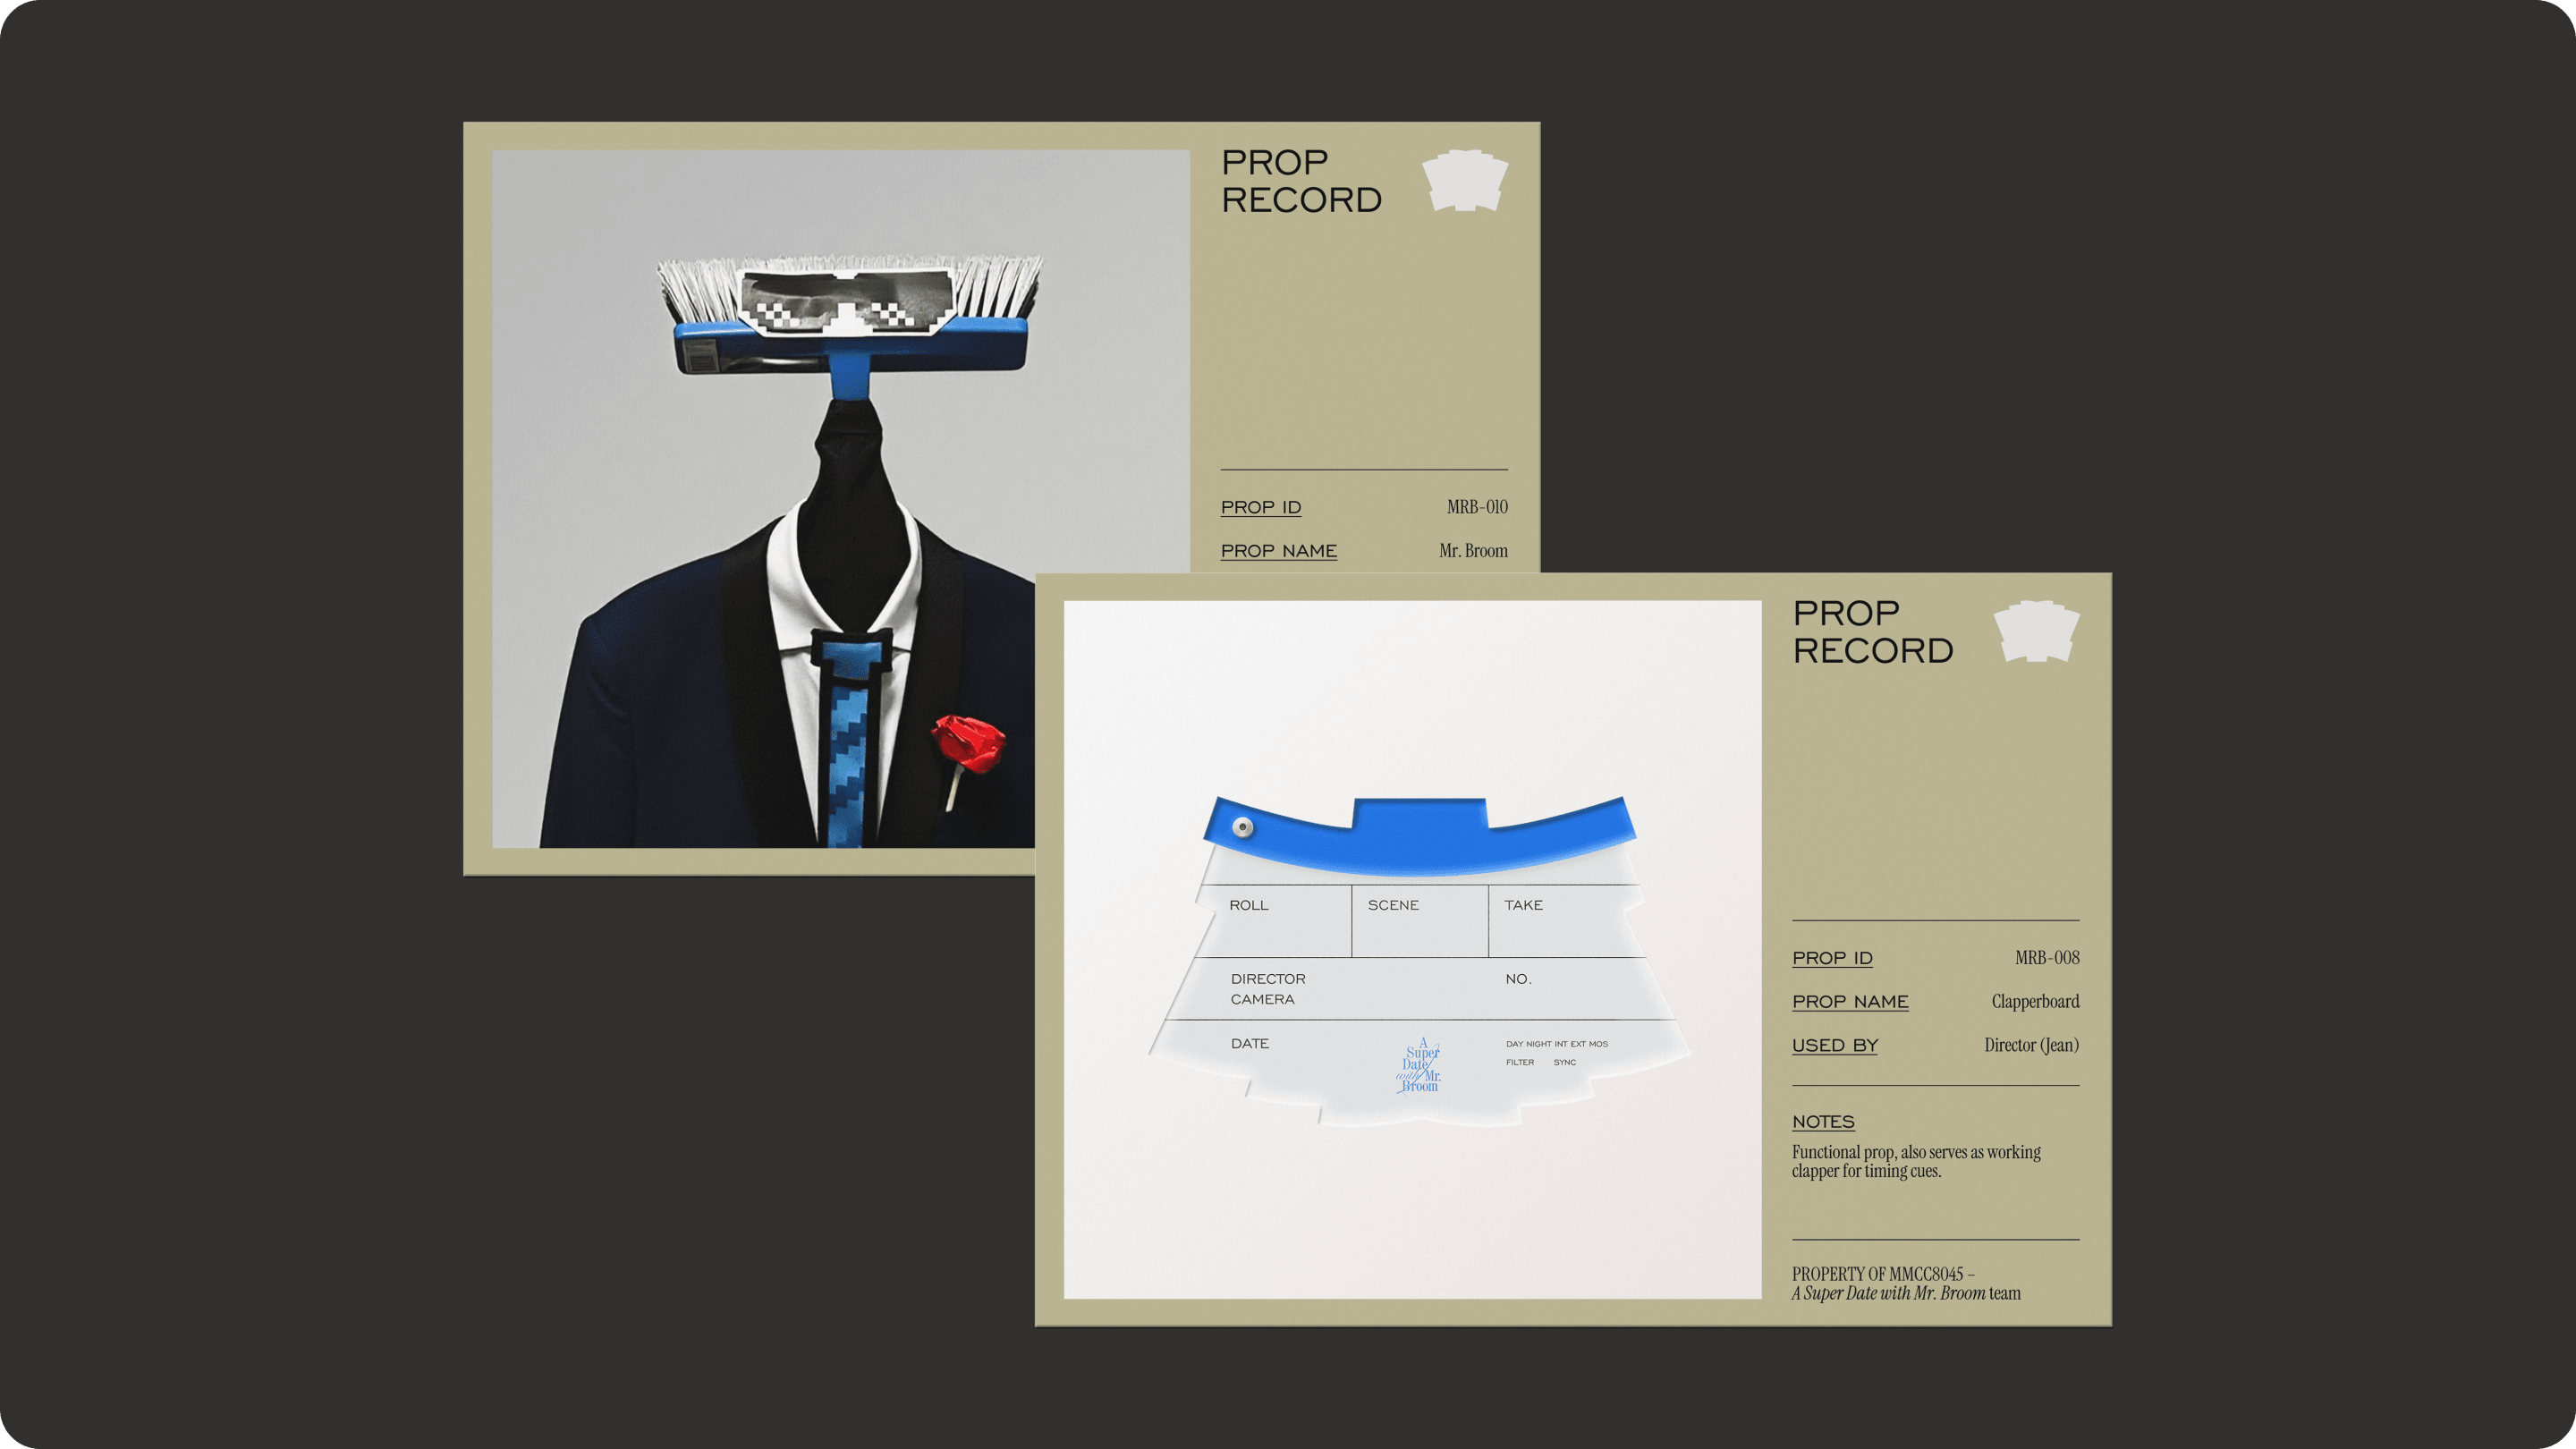 PROP
RECORD
PROP ID MRB-010
PROP NAME Mr. Broom
PROP
RECORD
PROP ID MRB-008
PROP NAME Clapperboard
USED BY Director (Jean)
NOTES
Functional prop, also serves as working
clapper for timing cues.
PROPERTY OF MMCC8045 –
A Super Date with Mr. Broom team
ROLL SCENE TAKE
DIRECTOR NO.
CAMERA
DATE
A
Super
Date
with Mr.
Broom
DAY NIGHT INT EXT MOS
FILTER SYNC